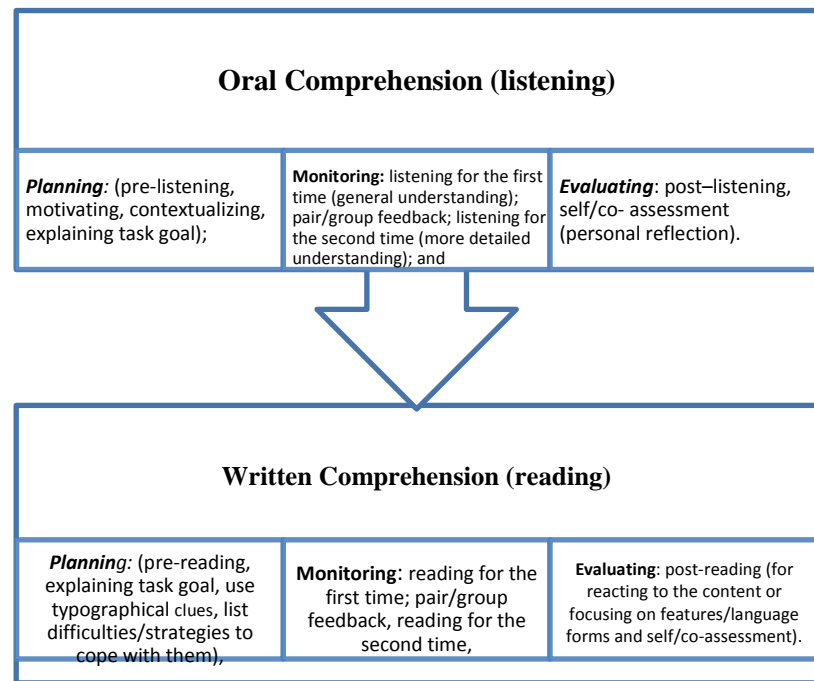 Oral Comprehension (listening)
Planning: (pre-listening,
motivating, contextualizing,
explaining task goal);
Monitoring: listening for the first
time (general understanding);
pair/group feedback; listening for
the second time (more detailed
understanding); and
Evaluating: post–listening,
self/co- assessment
(personal reflection).
Written Comprehension (reading)
Planning: (pre-reading,
explaining task goal, use
typographical clues, list
difficulties/strategies to
cope with them),
Monitoring: reading for the
first time; pair/group
feedback, reading for the
second time,
Evaluating: post-reading (for
reacting to the content or
focusing on features/language
forms and self/co-assessment).